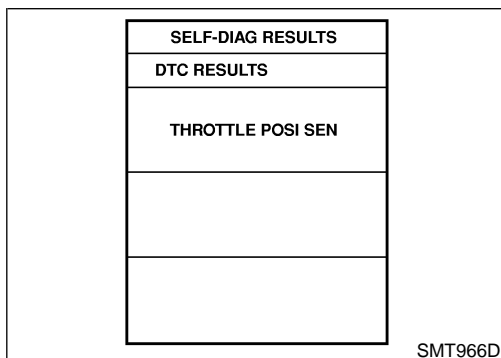 SELF-DIAG RESULTS
DTC RESULTS
THROTTLE POSI SEN
SMT966D